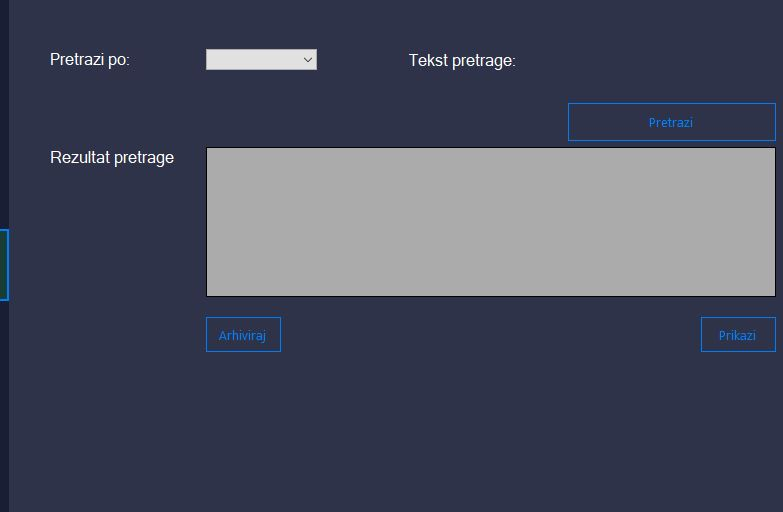 Pretrazi po:
Tekst pretrage:
Pretrazi
Rezultat pretrage
Arhiviraj
Prikazi